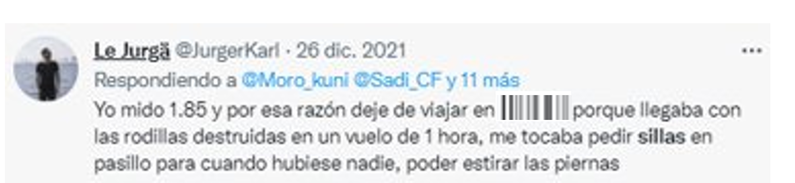 Le Jurgä @JurgerKarl · 26 dic. 2021
Respondiendo a @Moro_kuni @Sadi_CF y 11 más
Yo mido 1.85 y por esa razón deje de viajar en porque llegaba con
las rodillas destruidas en un vuelo de 1 hora, me tocaba pedir sillas en
pasillo para cuando hubiese nadie, poder estirar las piernas